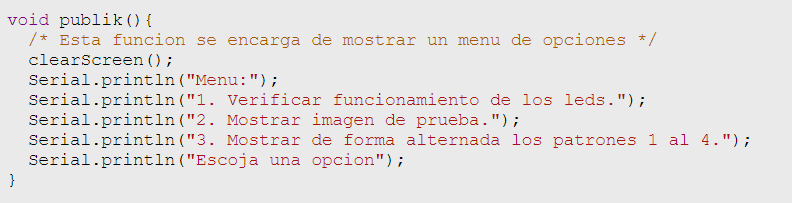 void publik(){
/* Esta funcion se encarga de mostrar un menu de opciones */
clearScreen();
Serial.println("Menu:");
Serial.println("1. Verificar funcionamiento de los leds.");
Serial.println("2. Mostrar imagen de prueba.");
Serial.println("3. Mostrar de forma alternada los patrones 1 al 4.");
Serial.println("Escoja una opcion");
}